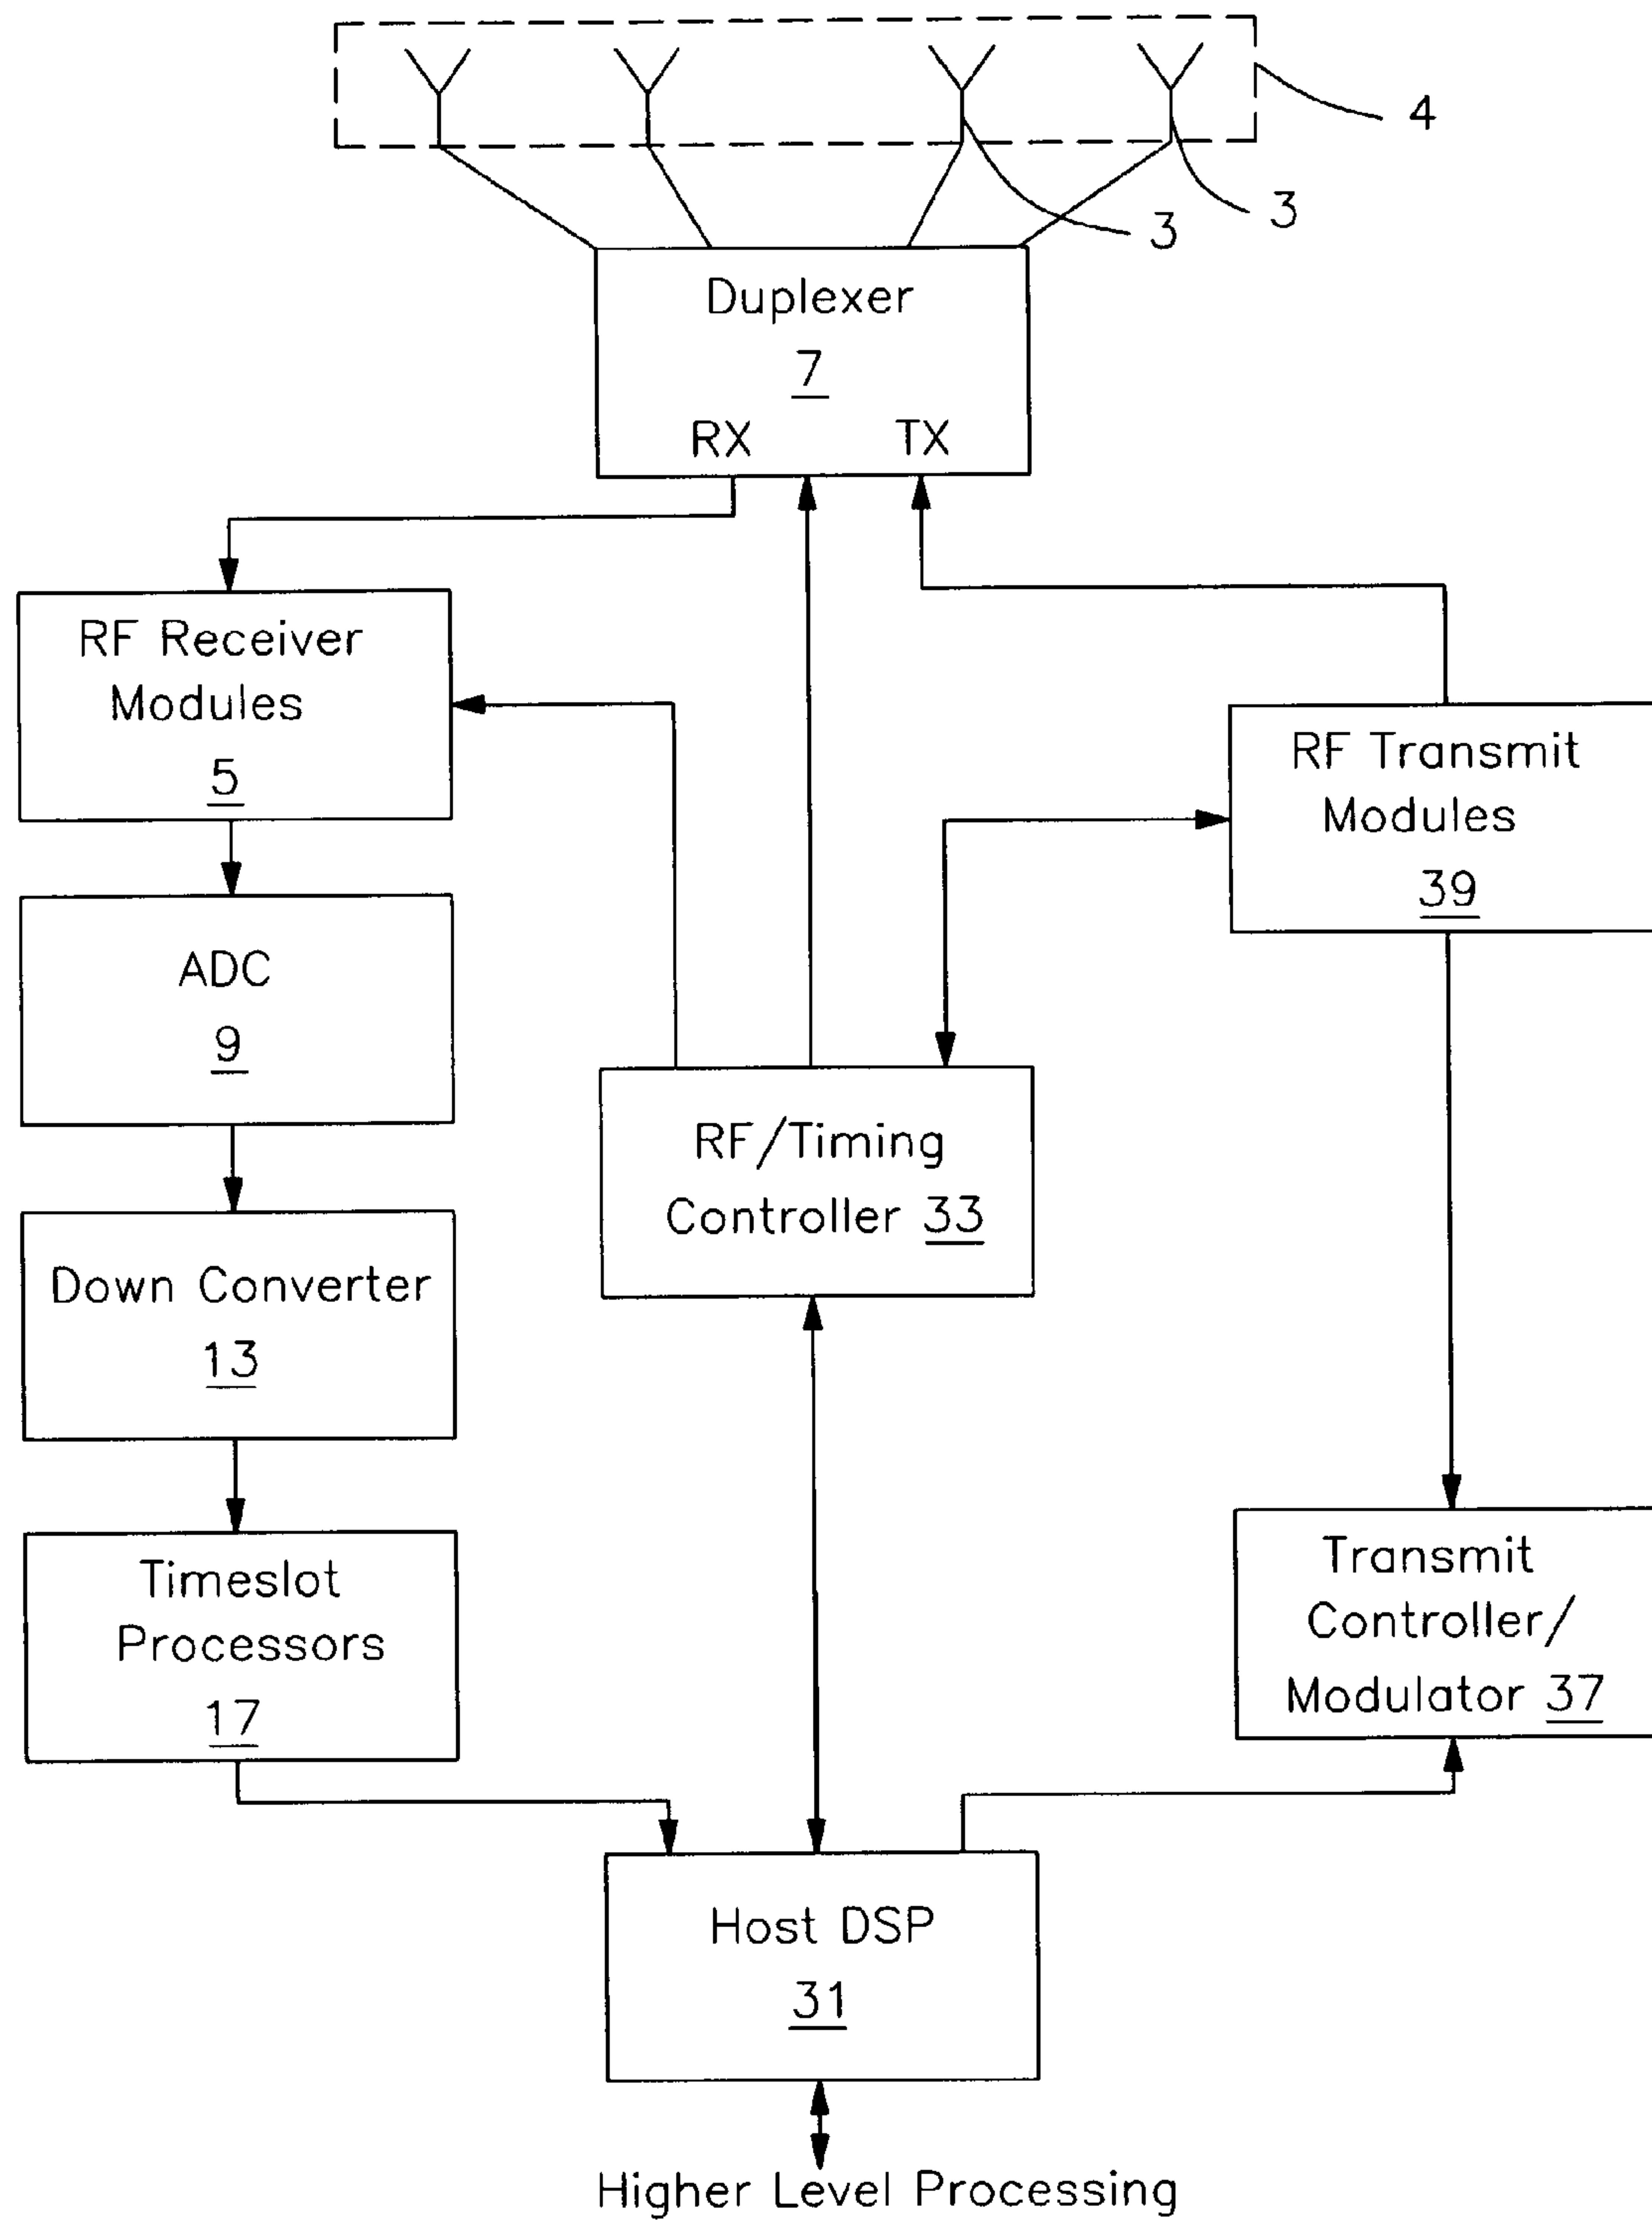 4
3
3
Duplexer
7
RX TX
RF Receiver
Modules
5
RF Transmit
Modules
39
ADC
9
RF/Timing
Controller 33
Down Converter
13
Timeslot
Processors
17
Transmit
Controller/
Modulator 37
Host DSP
31
Higher Level Processing